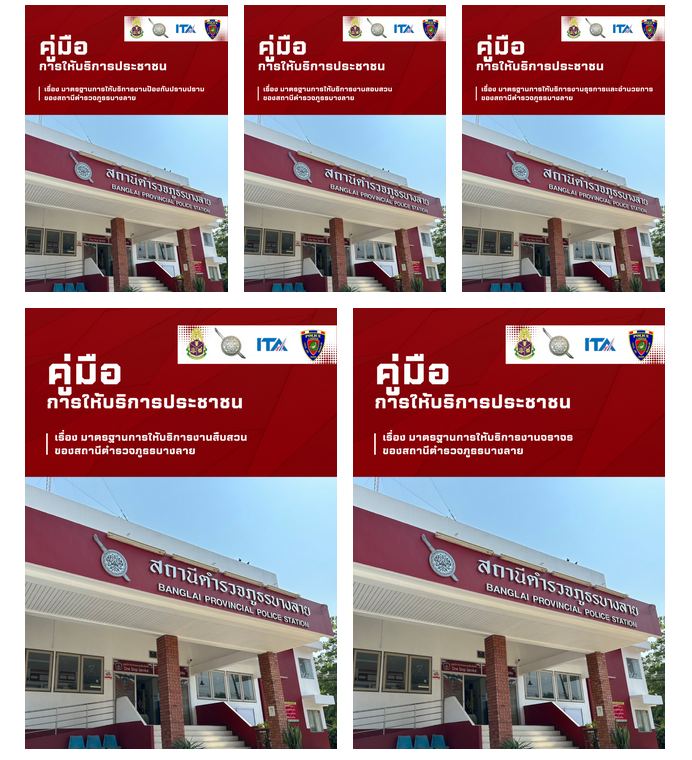 ITA
คู่มือ
การให้บริการประชาชน
เรื่อง มาตรฐานการให้บริการงานป้องกันปราบปราม
ของสถานีตำรวจภูธรบางลาย
สถานีตำรวจภูธรบางลาย
BANGLAI PROVINCIAL POLICE STATION
ITA
คู่มือ
การให้บริการประชาชน
เรื่อง มาตรฐานการให้บริการงานสอบสวน
ของสถานีตำรวจภูธรบางลาย
สถานีตำรวจภูธรบางลาย
BANGLAI PROVINCIAL POLICE STATION
ITA
คู่มือ
การให้บริการประชาชน
เรื่อง มาตรฐานการให้บริการงานธุรการและอำนวยการ
ของสถานีตำรวจภูธรบางลาย
สถานีตำรวจภูธรบางลาย
BANGLAI PROVINCIAL POLICE STATION
ITA
POLICE
คู่มือ
การให้บริการประชาชน
เรื่อง มาตรฐานการให้บริการงานสืบสวน
ของสถานีตำรวจภูธรบางลาย
สถานีตำรวจภูธรบางลาย
BANGLAI PROVINCIAL POLICE STATION
One Stop Service
ITA
POLICE
คู่มือ
การให้บริการประชาชน
เรื่อง มาตรฐานการให้บริการงานจราจร
ของสถานีตำรวจภูธรบางลาย
สถานีตำรวจภูธรบางลาย
BANGLAI PROVINCIAL POLICE STATION
One Stop Service